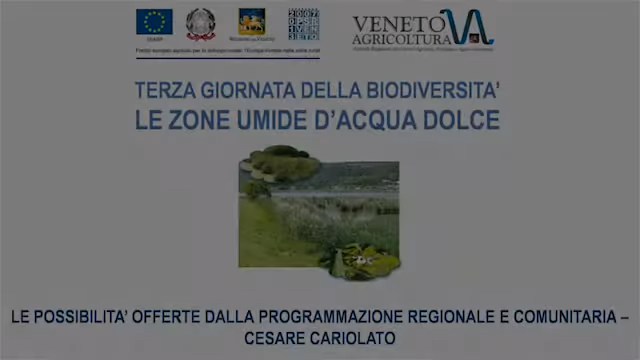 VENETO
AGRICOLTURA
TERZA GIORNATA DELLA BIODIVERSITA'
LE ZONE UMIDE D'ACQUA DOLCE
LE POSSIBILITA' OFFERTE DALLA PROGRAMMAZIONE REGIONALE E COMUNITARIA –
CESARE CARIOLATO